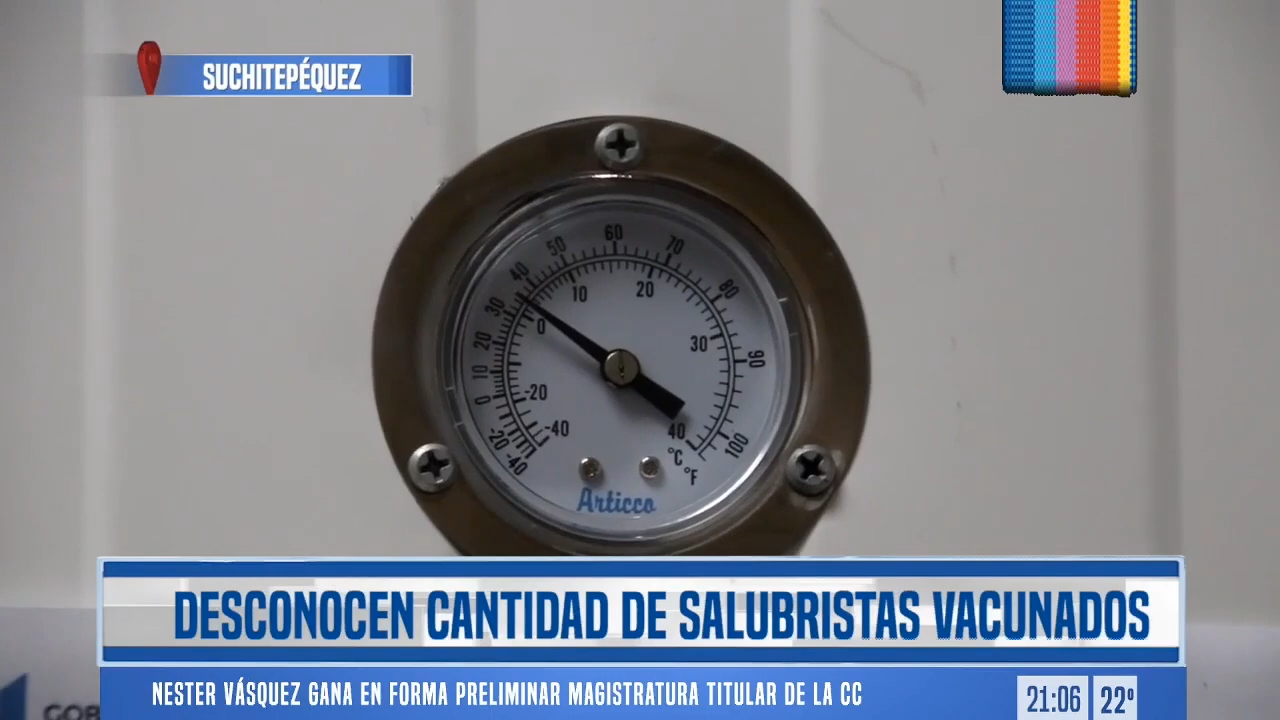 SUCHITEPÉQUEZ
60
50
70
40
80
10
20
30
0
30
90
20
10
-20
0
-40
40
-20
100
-40
°C
°F
Articco
DESCONOCEN CANTIDAD DE SALUBRISTAS VACUNADOS
NESTER VÁSQUEZ GANA EN FORMA PRELIMINAR MAGISTRATURA TITULAR DE LA CC
21:06 22º